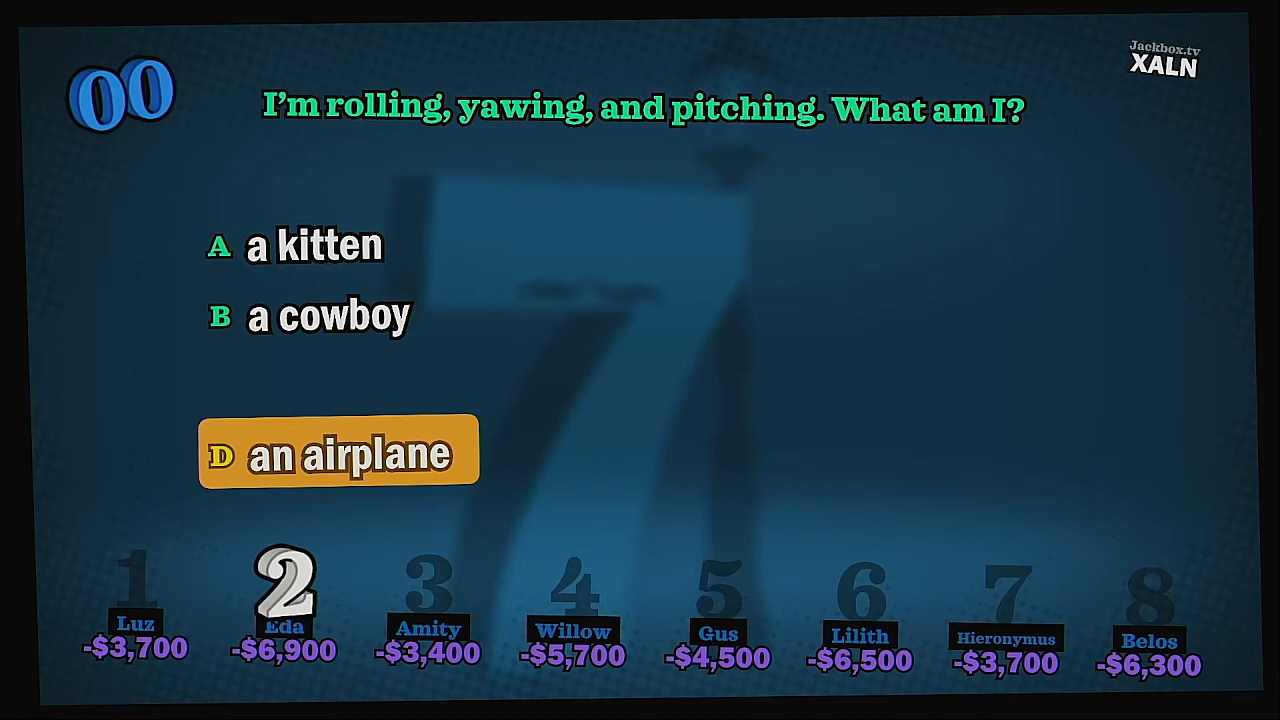 Jackbox.tv
XALN
00
I'm rolling, yawing, and pitching. What am I?
A a kitten
B a cowboy
D an airplane
7
1 2 3 4 5 6 7 8
Luz Eda Amity Willow Gus Lilith Hieronymus Belos
-$3,700 -$6,900 -$3,400 -$5,700 -$4,500 -$6,500 -$3,700 -$6,300